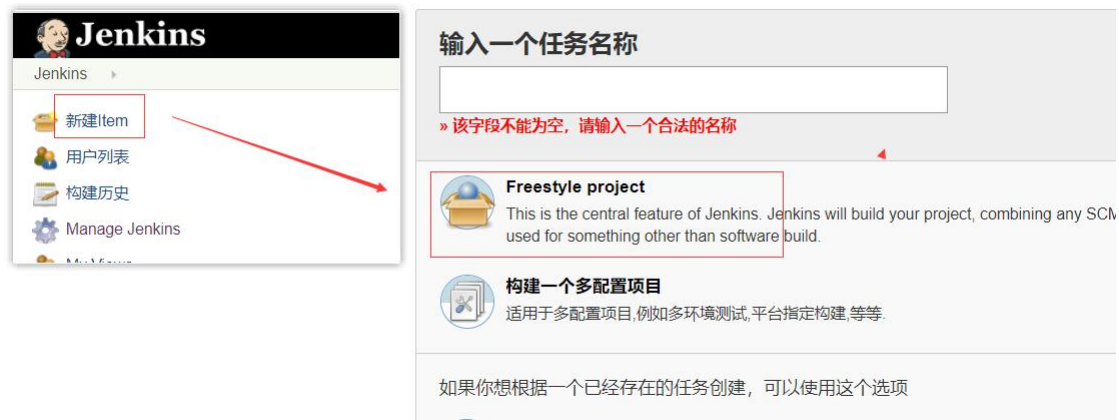 Jenkins
Jenkins
新建Item
用户列表
构建历史
Manage Jenkins
My Views
输入一个任务名称
» 该字段不能为空，请输入一个合法的名称
Freestyle project
This is the central feature of Jenkins. Jenkins will build your project, combining any SCM
used for something other than software build.
构建一个多配置项目
适用于多配置项目,例如多环境测试,平台指定构建,等等.
如果你想根据一个已经存在的任务创建，可以使用这个选项